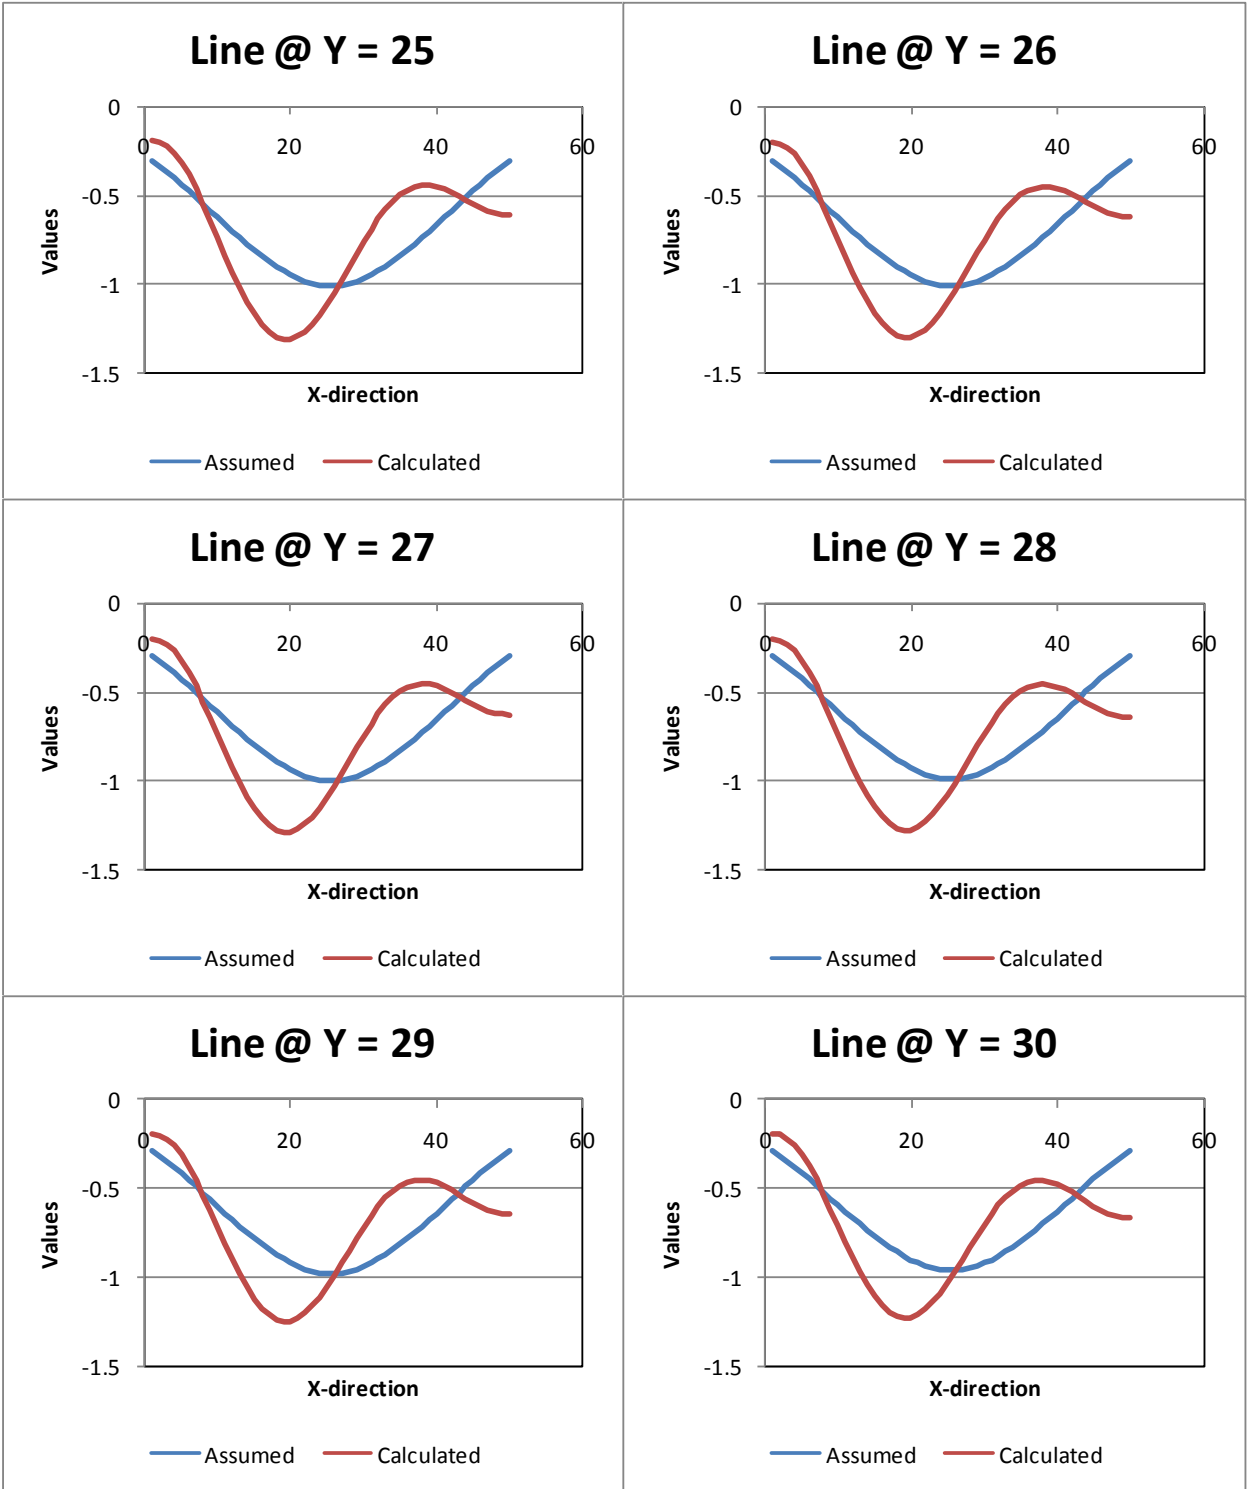 Line @ Y = 25
0
0 20 40 60
-0.5
-1
-1.5
Values
X-direction
Assumed Calculated
Line @ Y = 26
0
0 20 40 60
-0.5
-1
-1.5
Values
X-direction
Assumed Calculated
Line @ Y = 27
0
0 20 40 60
-0.5
-1
-1.5
Values
X-direction
Assumed Calculated
Line @ Y = 28
0
0 20 40 60
-0.5
-1
-1.5
Values
X-direction
Assumed Calculated
Line @ Y = 29
0
0 20 40 60
-0.5
-1
-1.5
Values
X-direction
Assumed Calculated
Line @ Y = 30
0
0 20 40 60
-0.5
-1
-1.5
Values
X-direction
Assumed Calculated